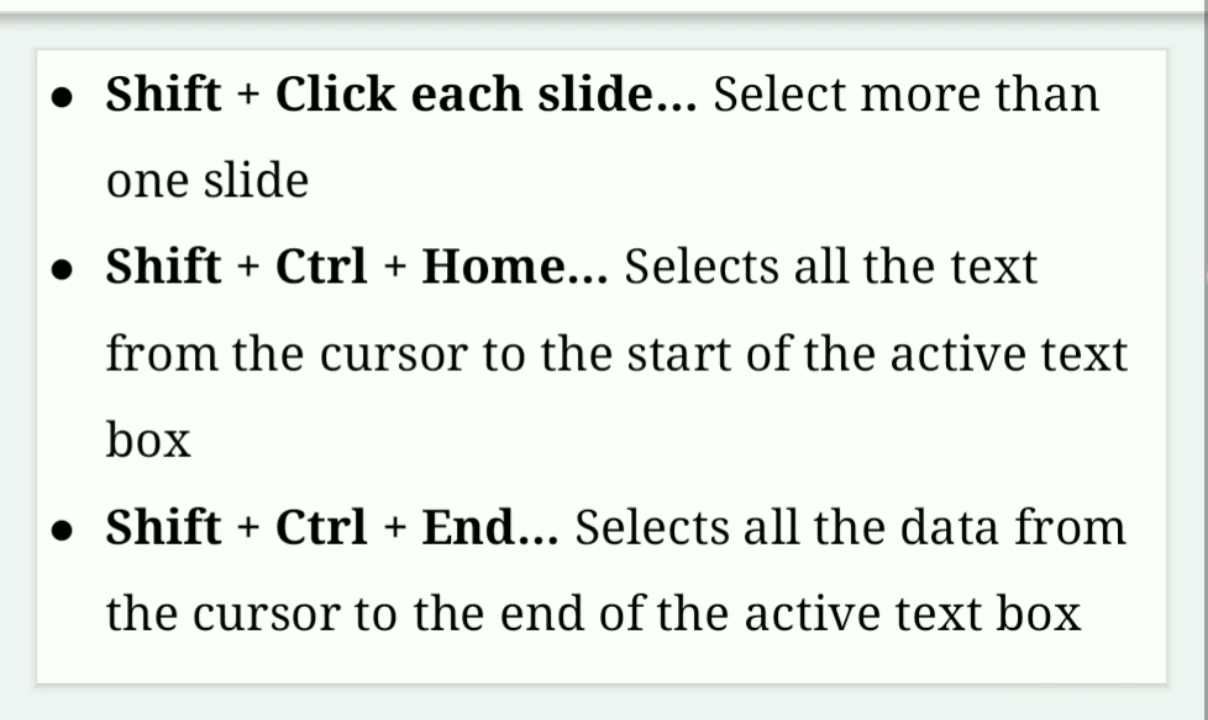 ● Shift + Click each slide... Select more than
one slide
● Shift + Ctrl + Home... Selects all the text
from the cursor to the start of the active text
box
● Shift + Ctrl + End... Selects all the data from
the cursor to the end of the active text box